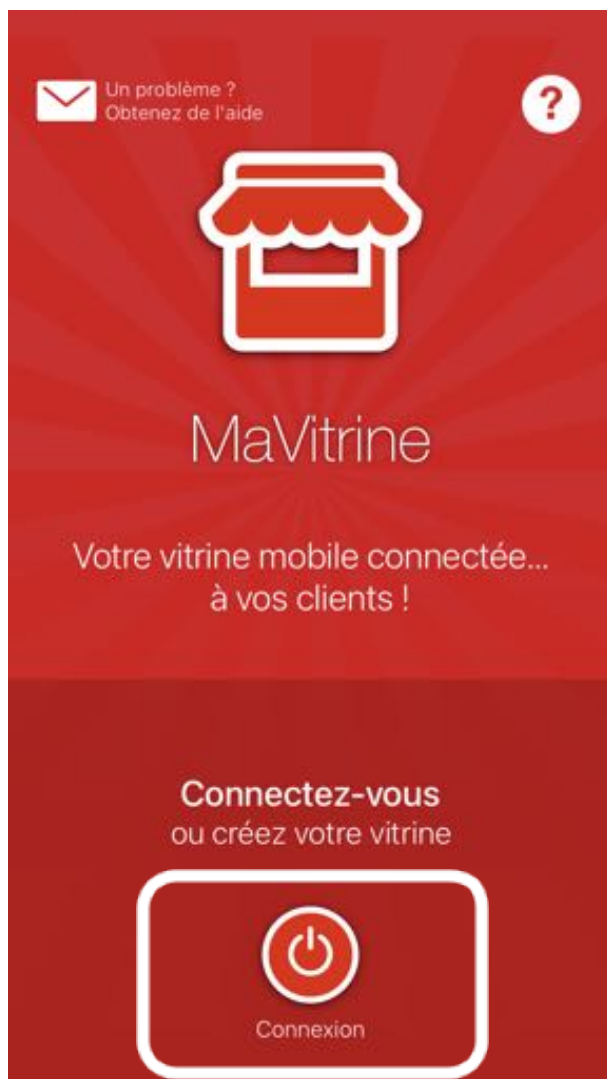 Un problème ?
Obtenez de l'aide
?
MaVitrine
Votre vitrine mobile connectée...
à vos clients !
Connectez-vous
ou créez votre vitrine
Connexion